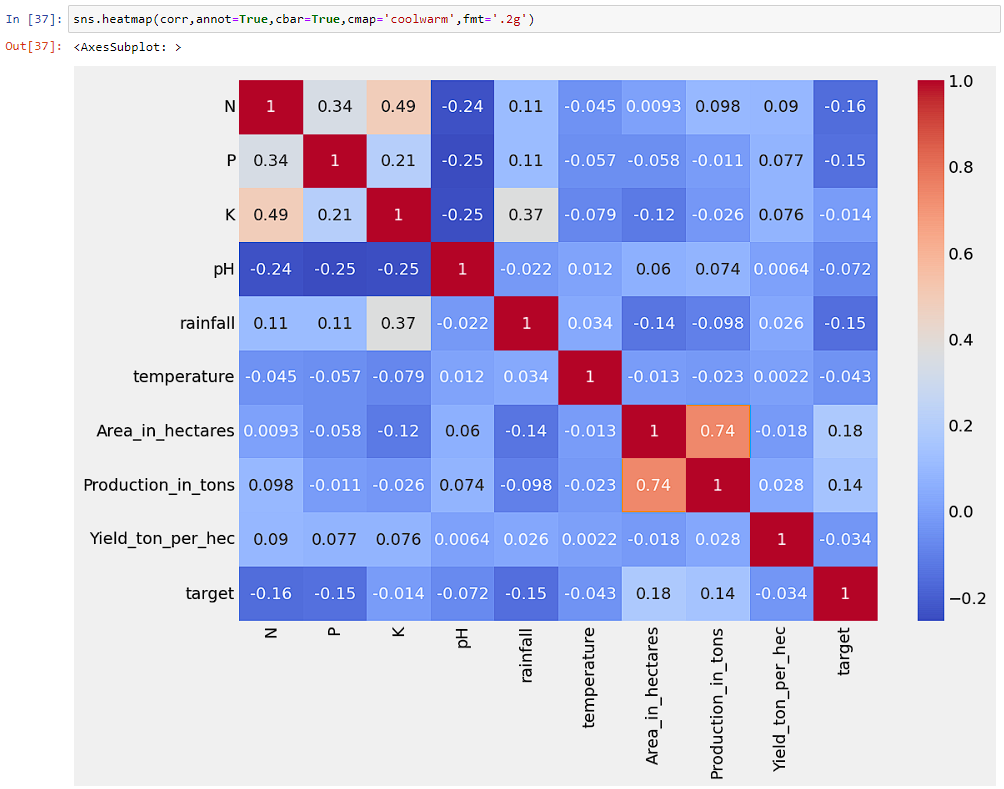 In [37]: sns.heatmap(corr,annot=True,cbar=True,cmap='coolwarm',fmt='.2g')
Out[37]: <AxesSubplot: >
N 1 0.34 0.49 -0.24 0.11 -0.045 0.0093 0.098 0.09 -0.16
P 0.34 1 0.21 -0.25 0.11 -0.057 -0.058 -0.011 0.077 -0.15
K 0.49 0.21 1 -0.25 0.37 -0.079 -0.12 -0.026 0.076 -0.014
pH -0.24 -0.25 -0.25 1 -0.022 0.012 0.06 0.074 0.0064 -0.072
rainfall 0.11 0.11 0.37 -0.022 1 0.034 -0.14 -0.098 0.026 -0.15
temperature -0.045 -0.057 -0.079 0.012 0.034 1 -0.013 -0.023 0.0022 -0.043
Area_in_hectares 0.0093 -0.058 -0.12 0.06 -0.14 -0.013 1 0.74 -0.018 0.18
Production_in_tons 0.098 -0.011 -0.026 0.074 -0.098 -0.023 0.74 1 0.028 0.14
Yield_ton_per_hec 0.09 0.077 0.076 0.0064 0.026 0.0022 -0.018 0.028 1 -0.034
target -0.16 -0.15 -0.014 -0.072 -0.15 -0.043 0.18 0.14 -0.034 1
N P K pH rainfall temperature Area_in_hectares Production_in_tons Yield_ton_per_hec target
1.0
0.8
0.6
0.4
0.2
0.0
−0.2